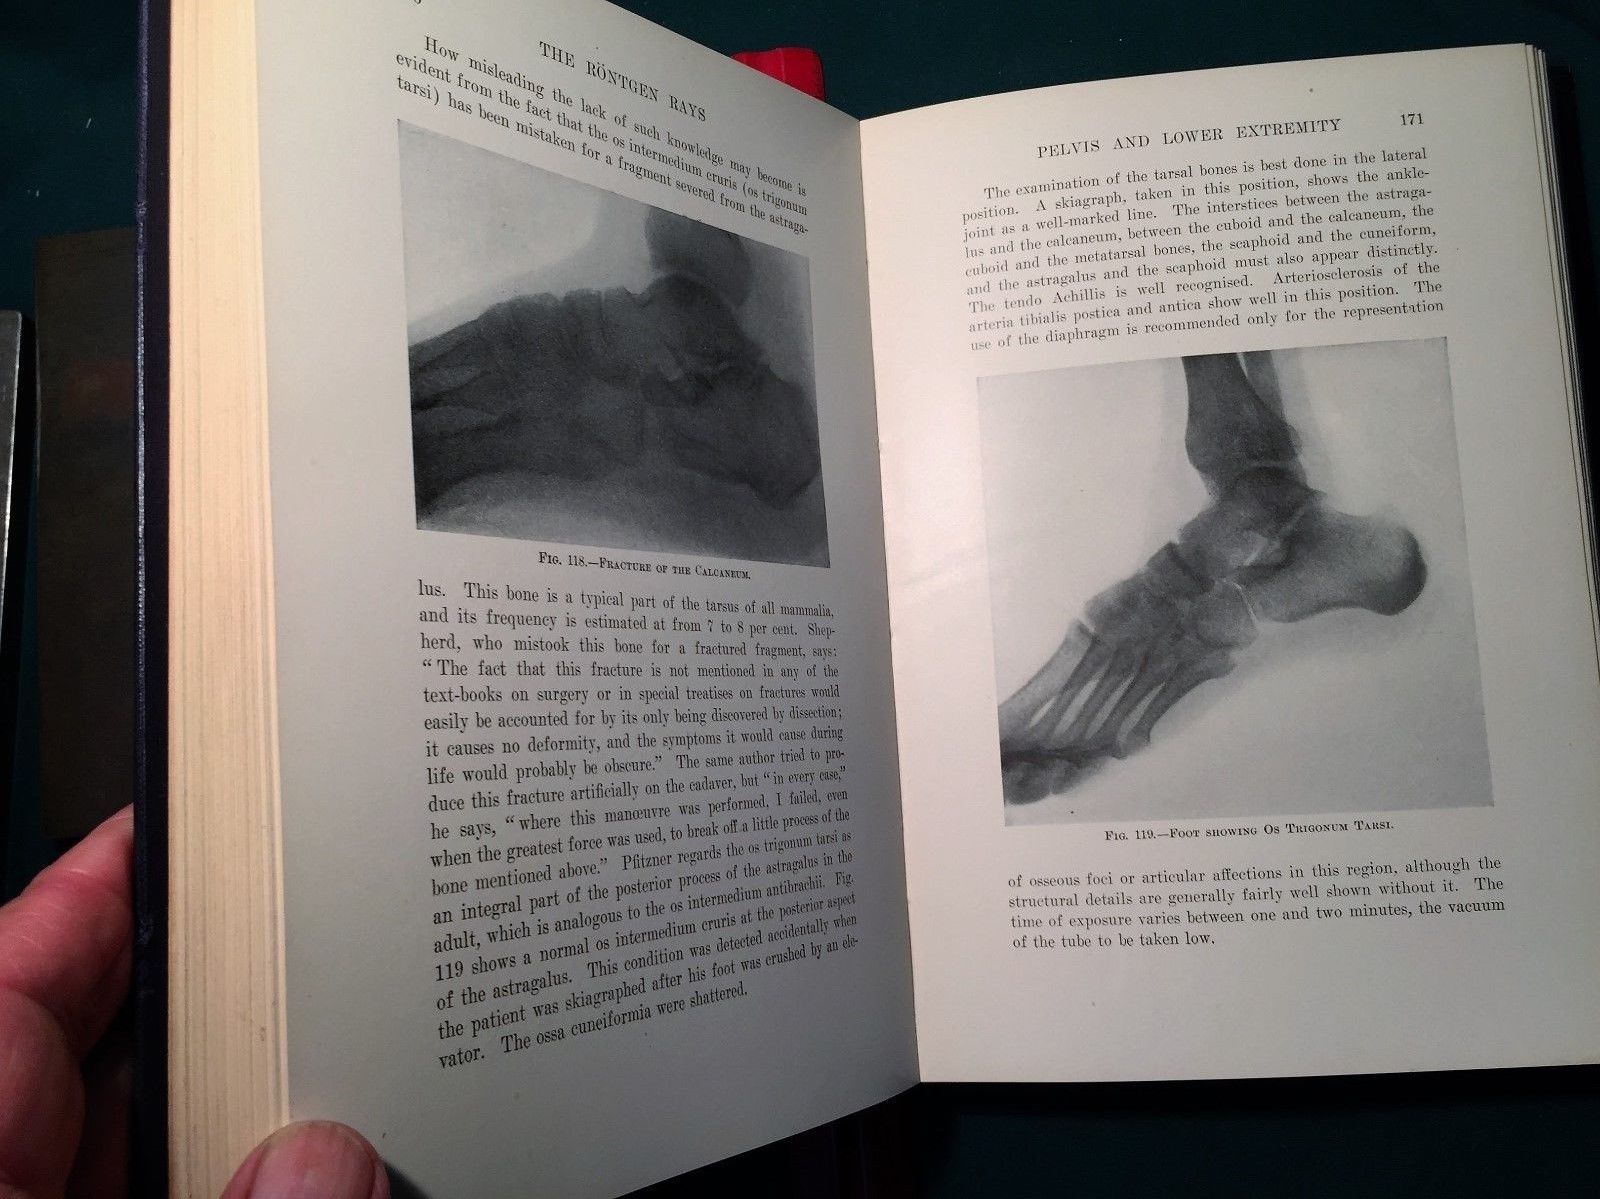 THE RÖNTGEN RAYS
How misleading the lack of such knowledge may become is
evident from the fact that the os intermedium cruris (os trigonum
tarsi) has been mistaken for a fragment severed from the astraga-
FIG. 118.—FRACTURE OF THE CALCANEUM.
lus. This bone is a typical part of the tarsus of all mammalia,
and its frequency is estimated at from 7 to 8 per cent. Shep-
herd, who mistook this bone for a fractured fragment, says:
“The fact that this fracture is not mentioned in any of the
text-books on surgery or in special treatises on fractures would
easily be accounted for by its only being discovered by dissection;
it causes no deformity, and the symptoms it would cause during
life would probably be obscure.” The same author tried to pro-
duce this fracture artificially on the cadaver, but “in every case,”
he says, “where this manœuvre was performed, I failed, even
when the greatest force was used, to break off a little process of the
bone mentioned above.” Pfitzner regards the os trigonum tarsi as
an integral part of the posterior process of the astragalus in the
adult, which is analogous to the os intermedium antibrachii. Fig.
119 shows a normal os intermedium cruris at the posterior aspect
of the astragalus. This condition was detected accidentally when
the patient was skiagraphed after his foot was crushed by an ele-
vator. The ossa cuneiformia were shattered.
PELVIS AND LOWER EXTREMITY 171
The examination of the tarsal bones is best done in the lateral
position. A skiagraph, taken in this position, shows the ankle-
joint as a well-marked line. The interstices between the astraga-
lus and the calcaneum, between the cuboid and the calcaneum, the
cuboid and the metatarsal bones, the scaphoid and the cuneiform,
and the astragalus and the scaphoid must also appear distinctly.
The tendo Achillis is well recognised. Arteriosclerosis of the
arteria tibialis postica and antica show well in this position. The
use of the diaphragm is recommended only for the representation
FIG. 119.—FOOT SHOWING OS TRIGONUM TARSI.
of osseous foci or articular affections in this region, although the
structural details are generally fairly well shown without it. The
time of exposure varies between one and two minutes, the vacuum
of the tube to be taken low.